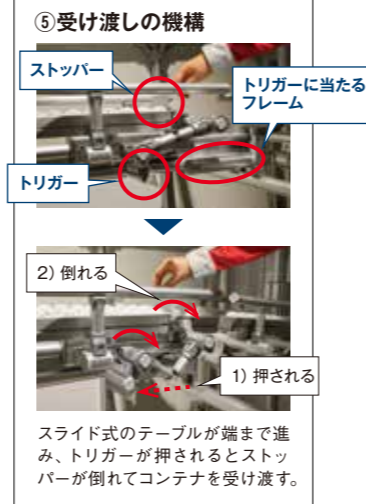 ⑤受け渡しの機構
ストッパー
トリガーに当たる
フレーム
トリガー
2）倒れる
1）押される
スライド式のテーブルが端まで進
み、トリガーが押されるとストッ
パーが倒れてコンテナを受け渡す。